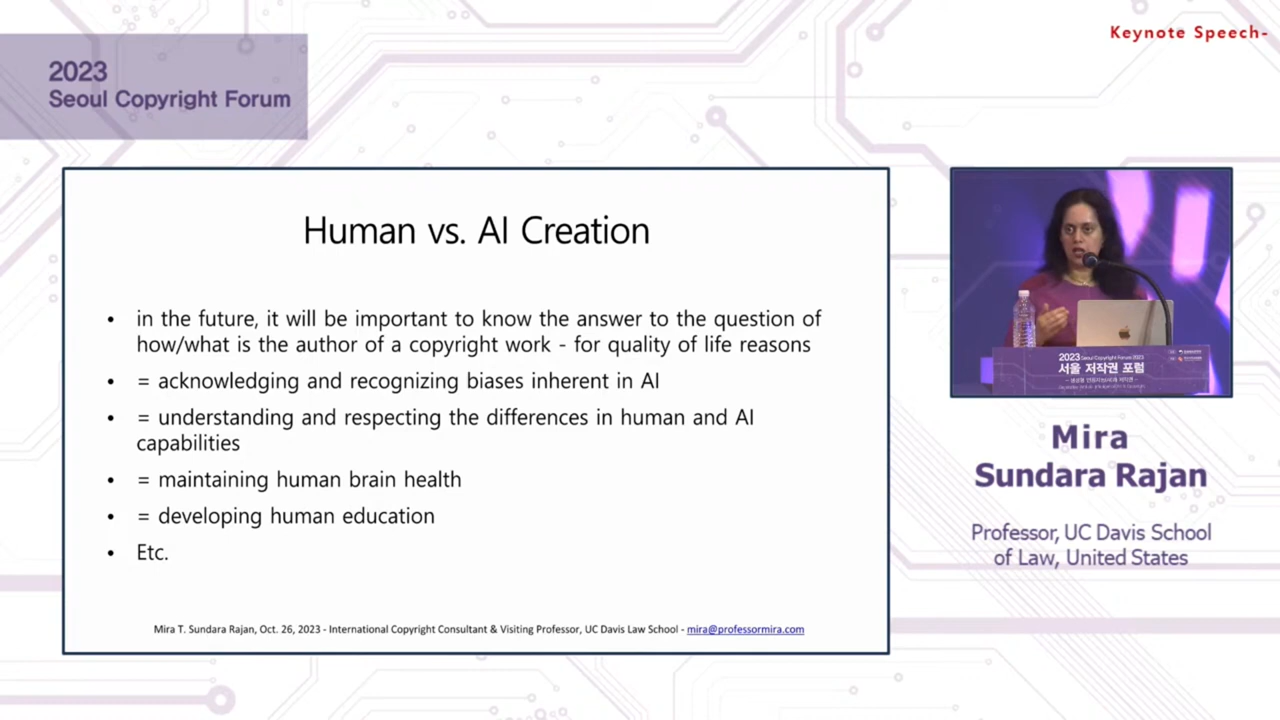 Keynote Speech-
2023
Seoul Copyright Forum
Human vs. AI Creation
• in the future, it will be important to know the answer to the question of
how/what is the author of a copyright work - for quality of life reasons
• = acknowledging and recognizing biases inherent in AI
• = understanding and respecting the differences in human and AI
capabilities
• = maintaining human brain health
• = developing human education
• Etc.
Mira T. Sundara Rajan, Oct. 26, 2023 - International Copyright Consultant & Visiting Professor, UC Davis Law School - mira@professormira.com
2023 Seoul Copyright Forum 2023
서울 저작권 포럼
Mira
Sundara Rajan
Professor, UC Davis School
of Law, United States